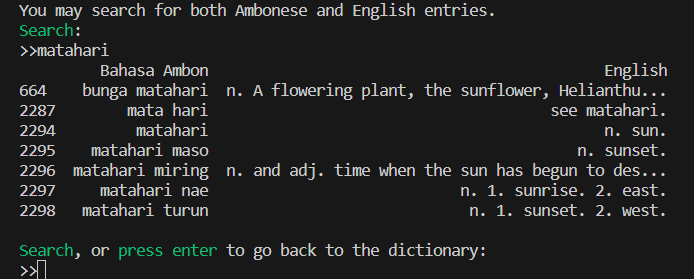 You may search for both Ambonese and English entries.
Search:
>>matahari
Bahasa Ambon English
664 bunga matahari n. A flowering plant, the sunflower, Helianthu...
2287 mata hari see matahari.
2294 matahari n. sun.
2295 matahari maso n. sunset.
2296 matahari miring n. and adj. time when the sun has begun to des...
2297 matahari nae n. 1. sunrise. 2. east.
2298 matahari turun n. 1. sunset. 2. west.
Search, or press enter to go back to the dictionary:
>>